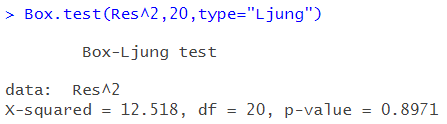 > Box.test(Res^2,20,type="Ljung")
Box-Ljung test
data:  Res^2
X-squared = 12.518, df = 20, p-value = 0.8971